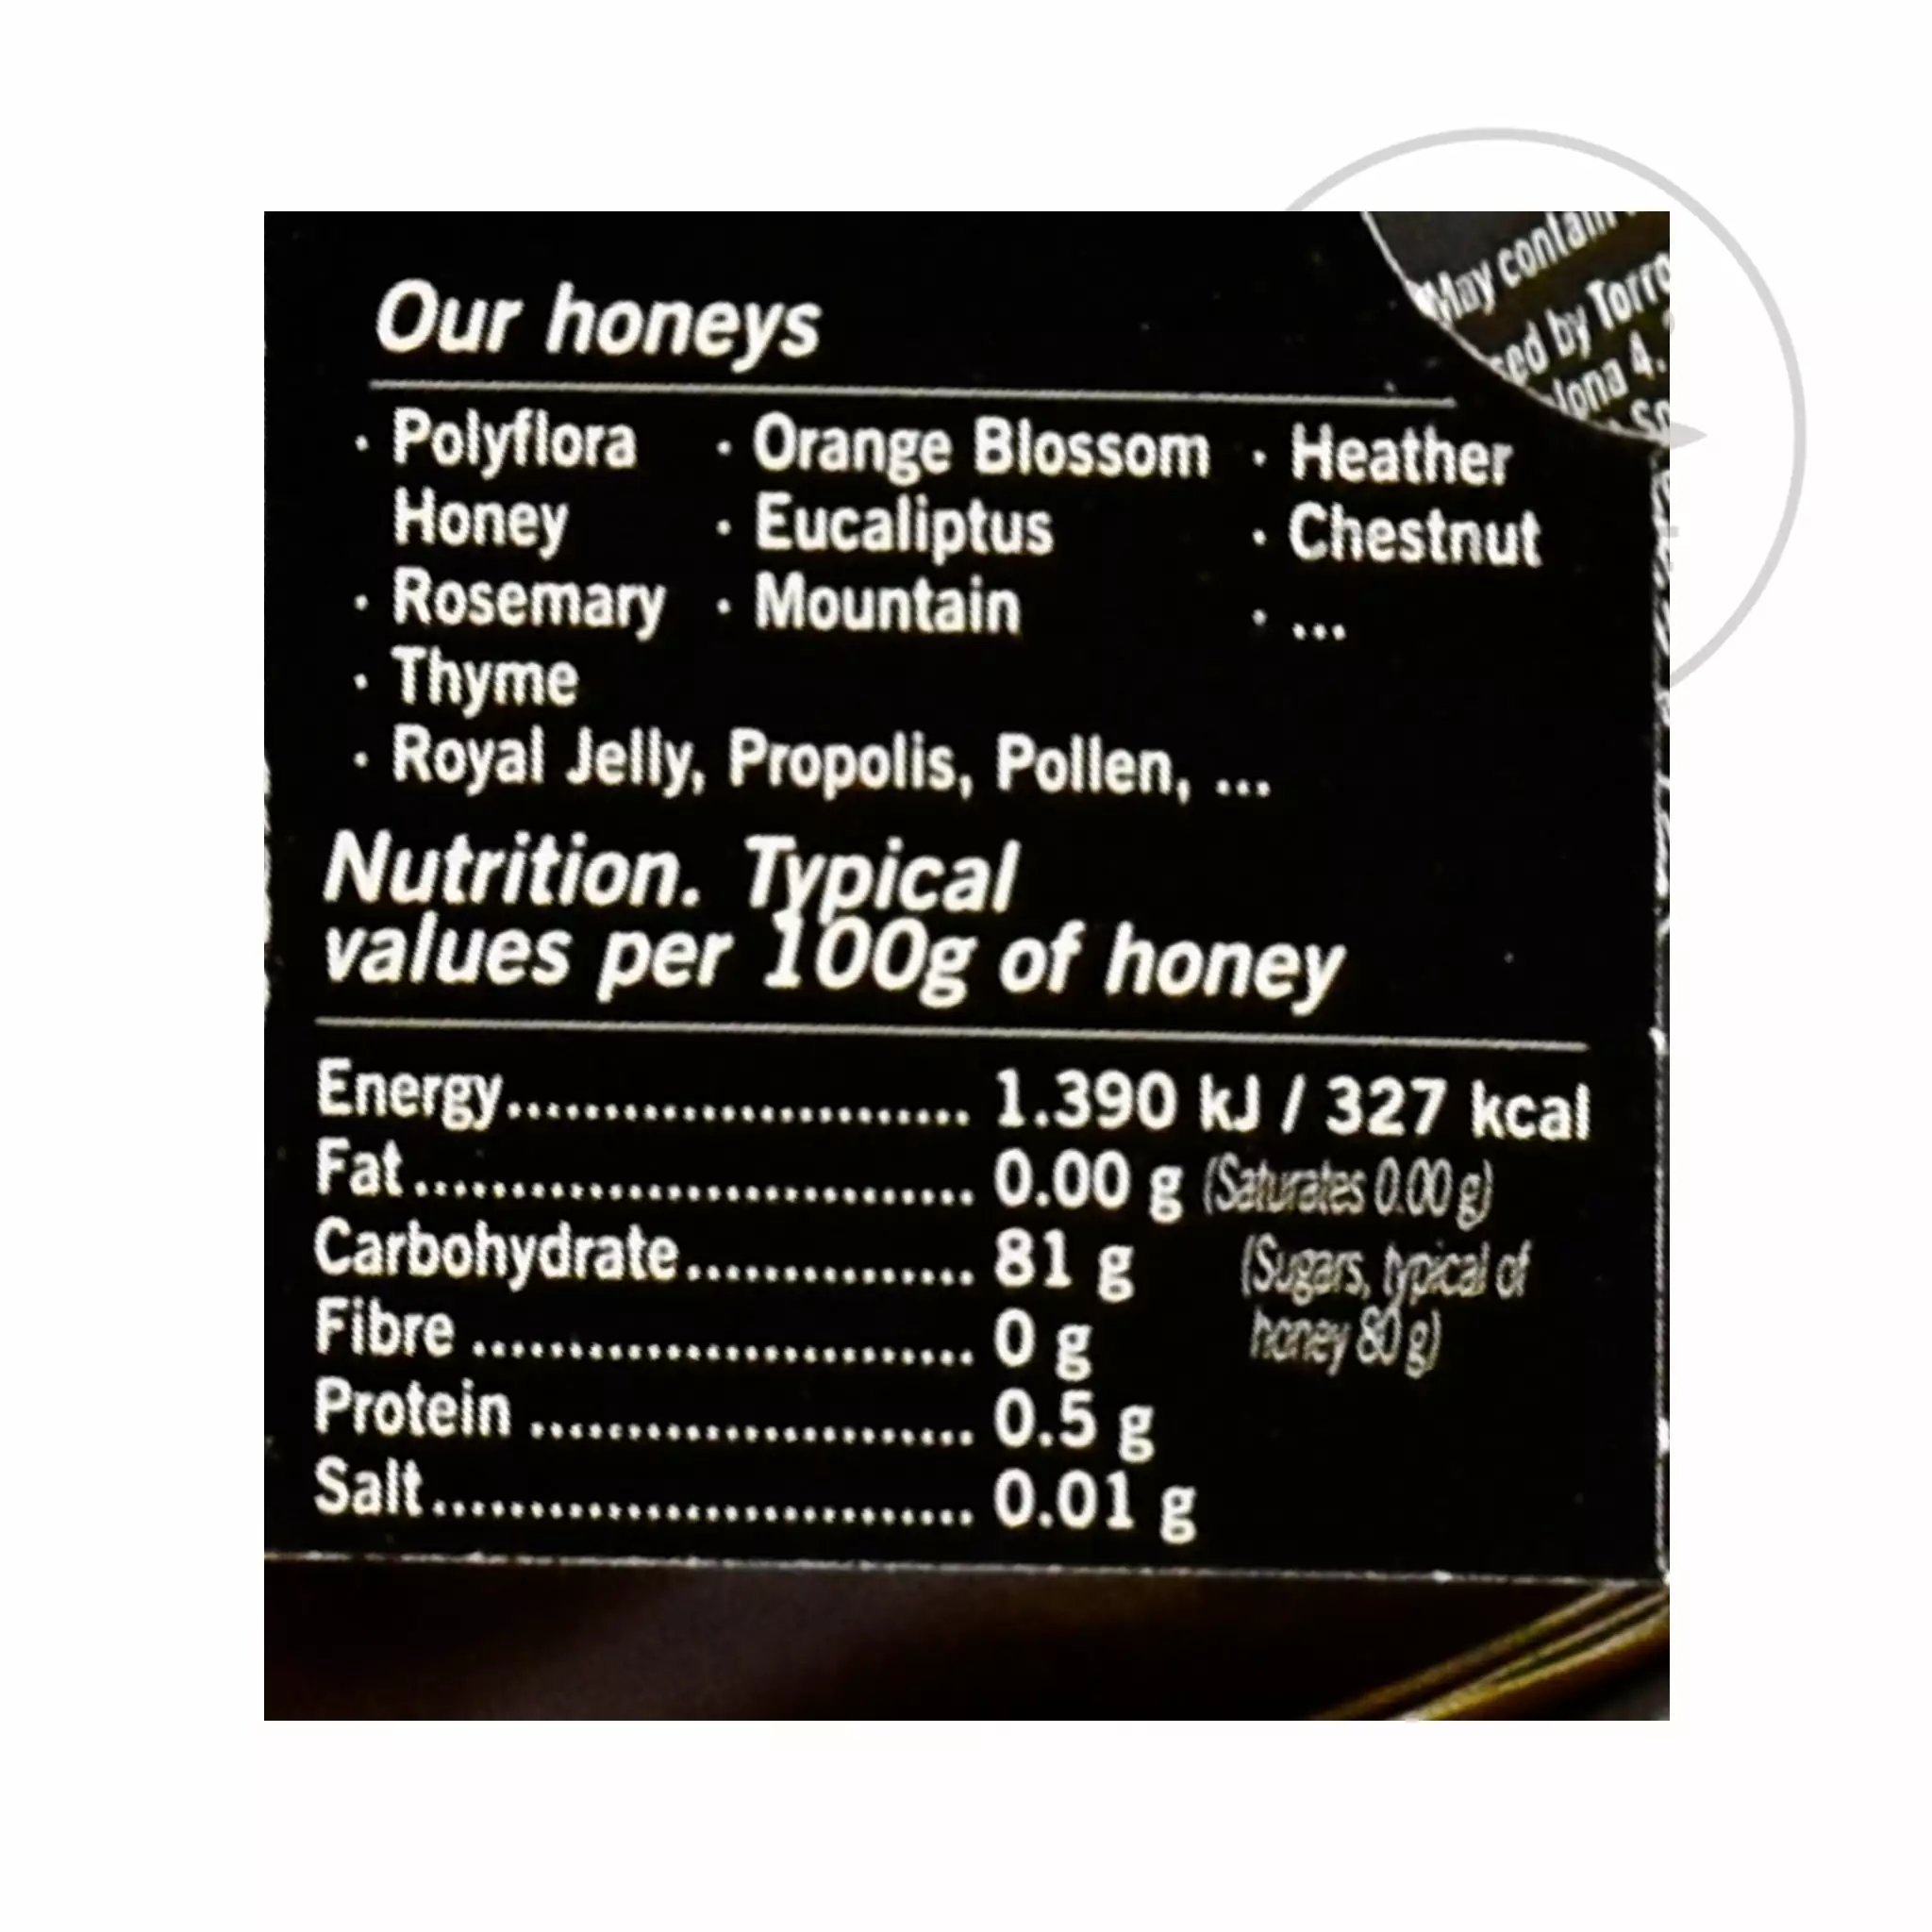 May contain
ed by Torro
lona 4.
Our honeys
· Polyflora Honey
· Rosemary
· Thyme
· Royal Jelly, Propolis, Pollen, ...
· Orange Blossom
· Eucaliptus
· Mountain
· Heather
· Chestnut
· ...
Nutrition. Typical
values per 100g of honey
Energy........................ 1.390 kJ / 327 kcal
Fat............................. 0.00 g (Saturates 0.00 g)
Carbohydrate............... 81 g (Sugars, typical of
honey 80 g)
Fibre .......................... 0 g
Protein ....................... 0.5 g
Salt............................ 0.01 g